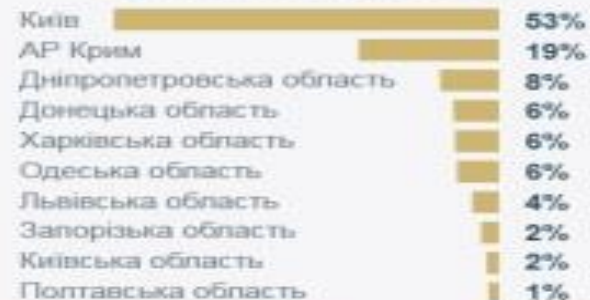 Київ 53%
АР Крим 19%
Дніпропетровська область 8%
Донецька область 6%
Харківська область 6%
Одеська область 6%
Львівська область 4%
Запорізька область 2%
Київська область 2%
Полтавська область 1%